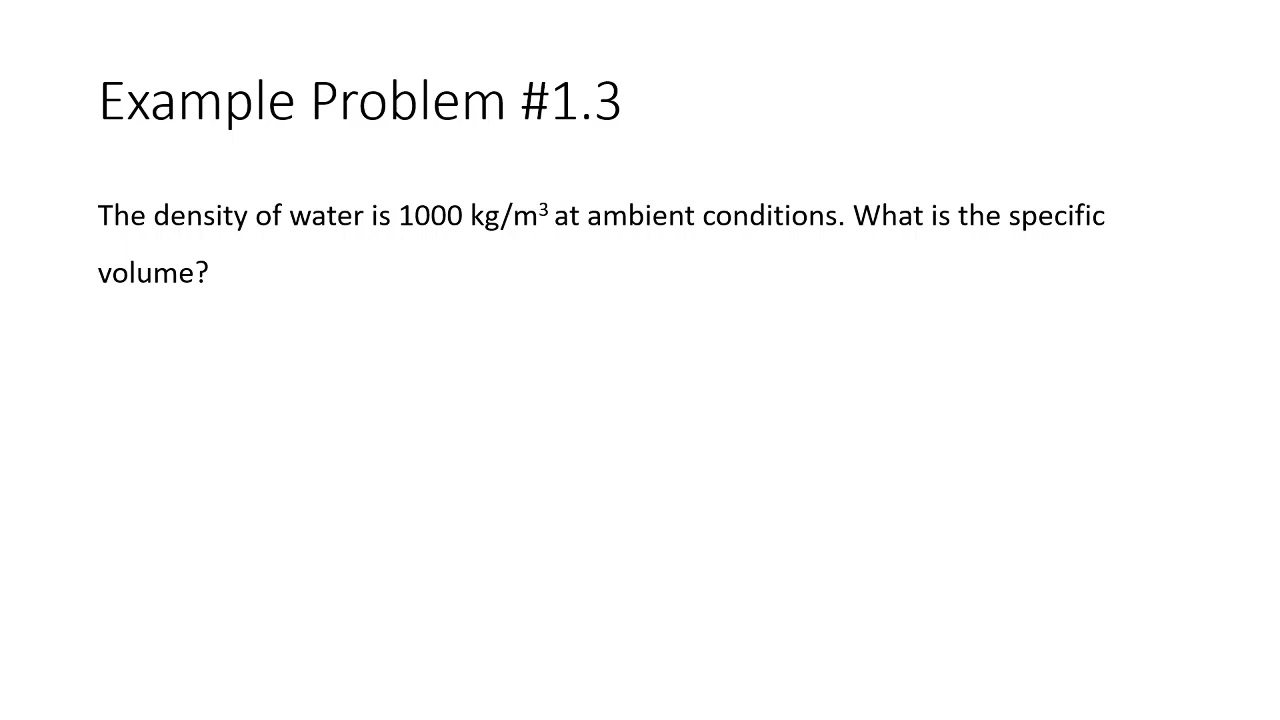 Example Problem #1.3
The density of water is 1000 kg/m³ at ambient conditions. What is the specific
volume?